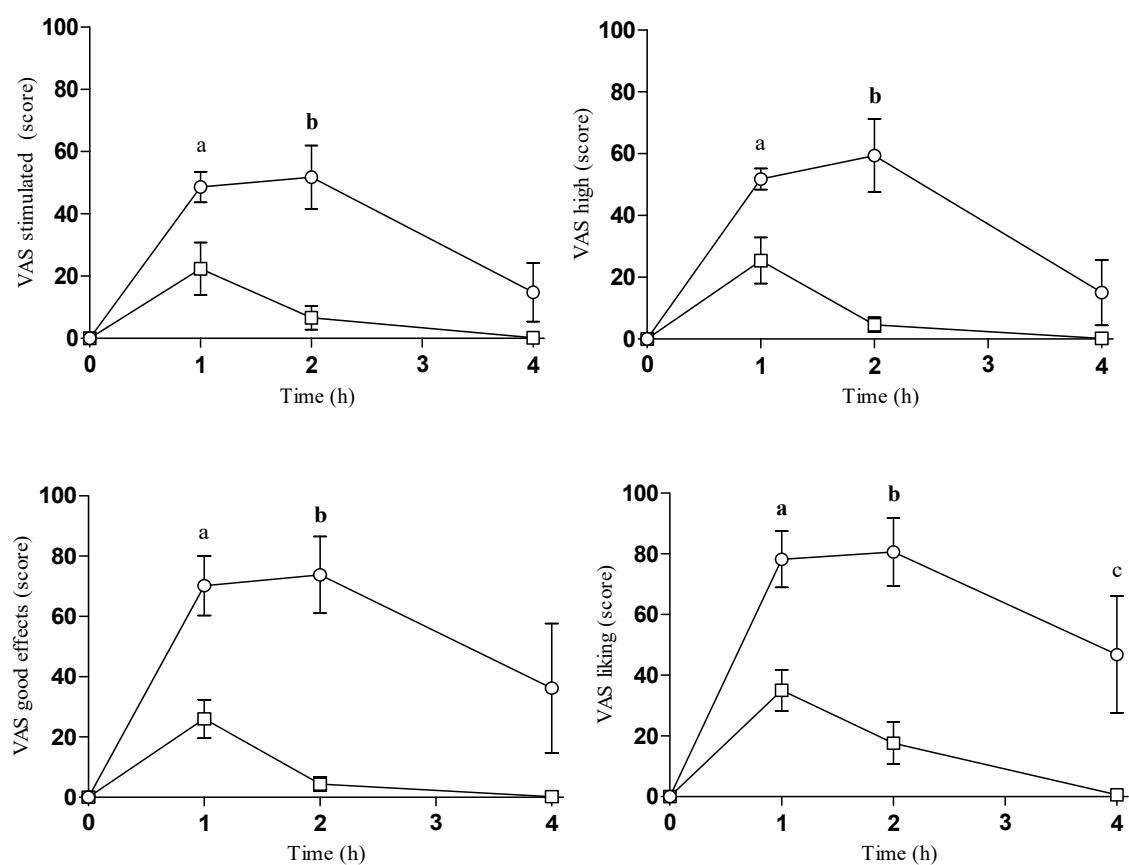 100
80
60
40
20
0
VAS stimulated (score)
a
b
0 1 2 3 4
Time (h)
100
80
60
40
20
0
VAS high (score)
a
b
0 1 2 3 4
Time (h)
100
80
60
40
20
0
VAS good effects (score)
a
b
0 1 2 3 4
Time (h)
100
80
60
40
20
0
VAS liking (score)
a
b
c
0 1 2 3 4
Time (h)